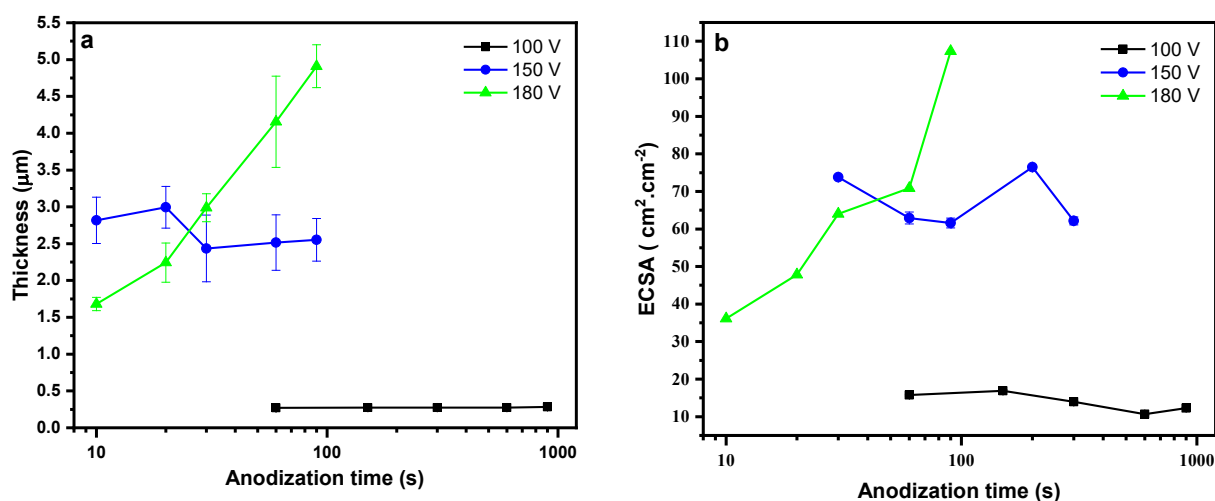 a
100 V
150 V
180 V
5.5
5.0
4.5
4.0
3.5
3.0
2.5
2.0
1.5
1.0
0.5
0.0
Thickness (μm)
10
100
1000
Anodization time (s)
b
100 V
150 V
180 V
110
100
90
80
70
60
50
40
30
20
10
ECSA ( cm².cm⁻²)
10
100
1000
Anodization time (s)